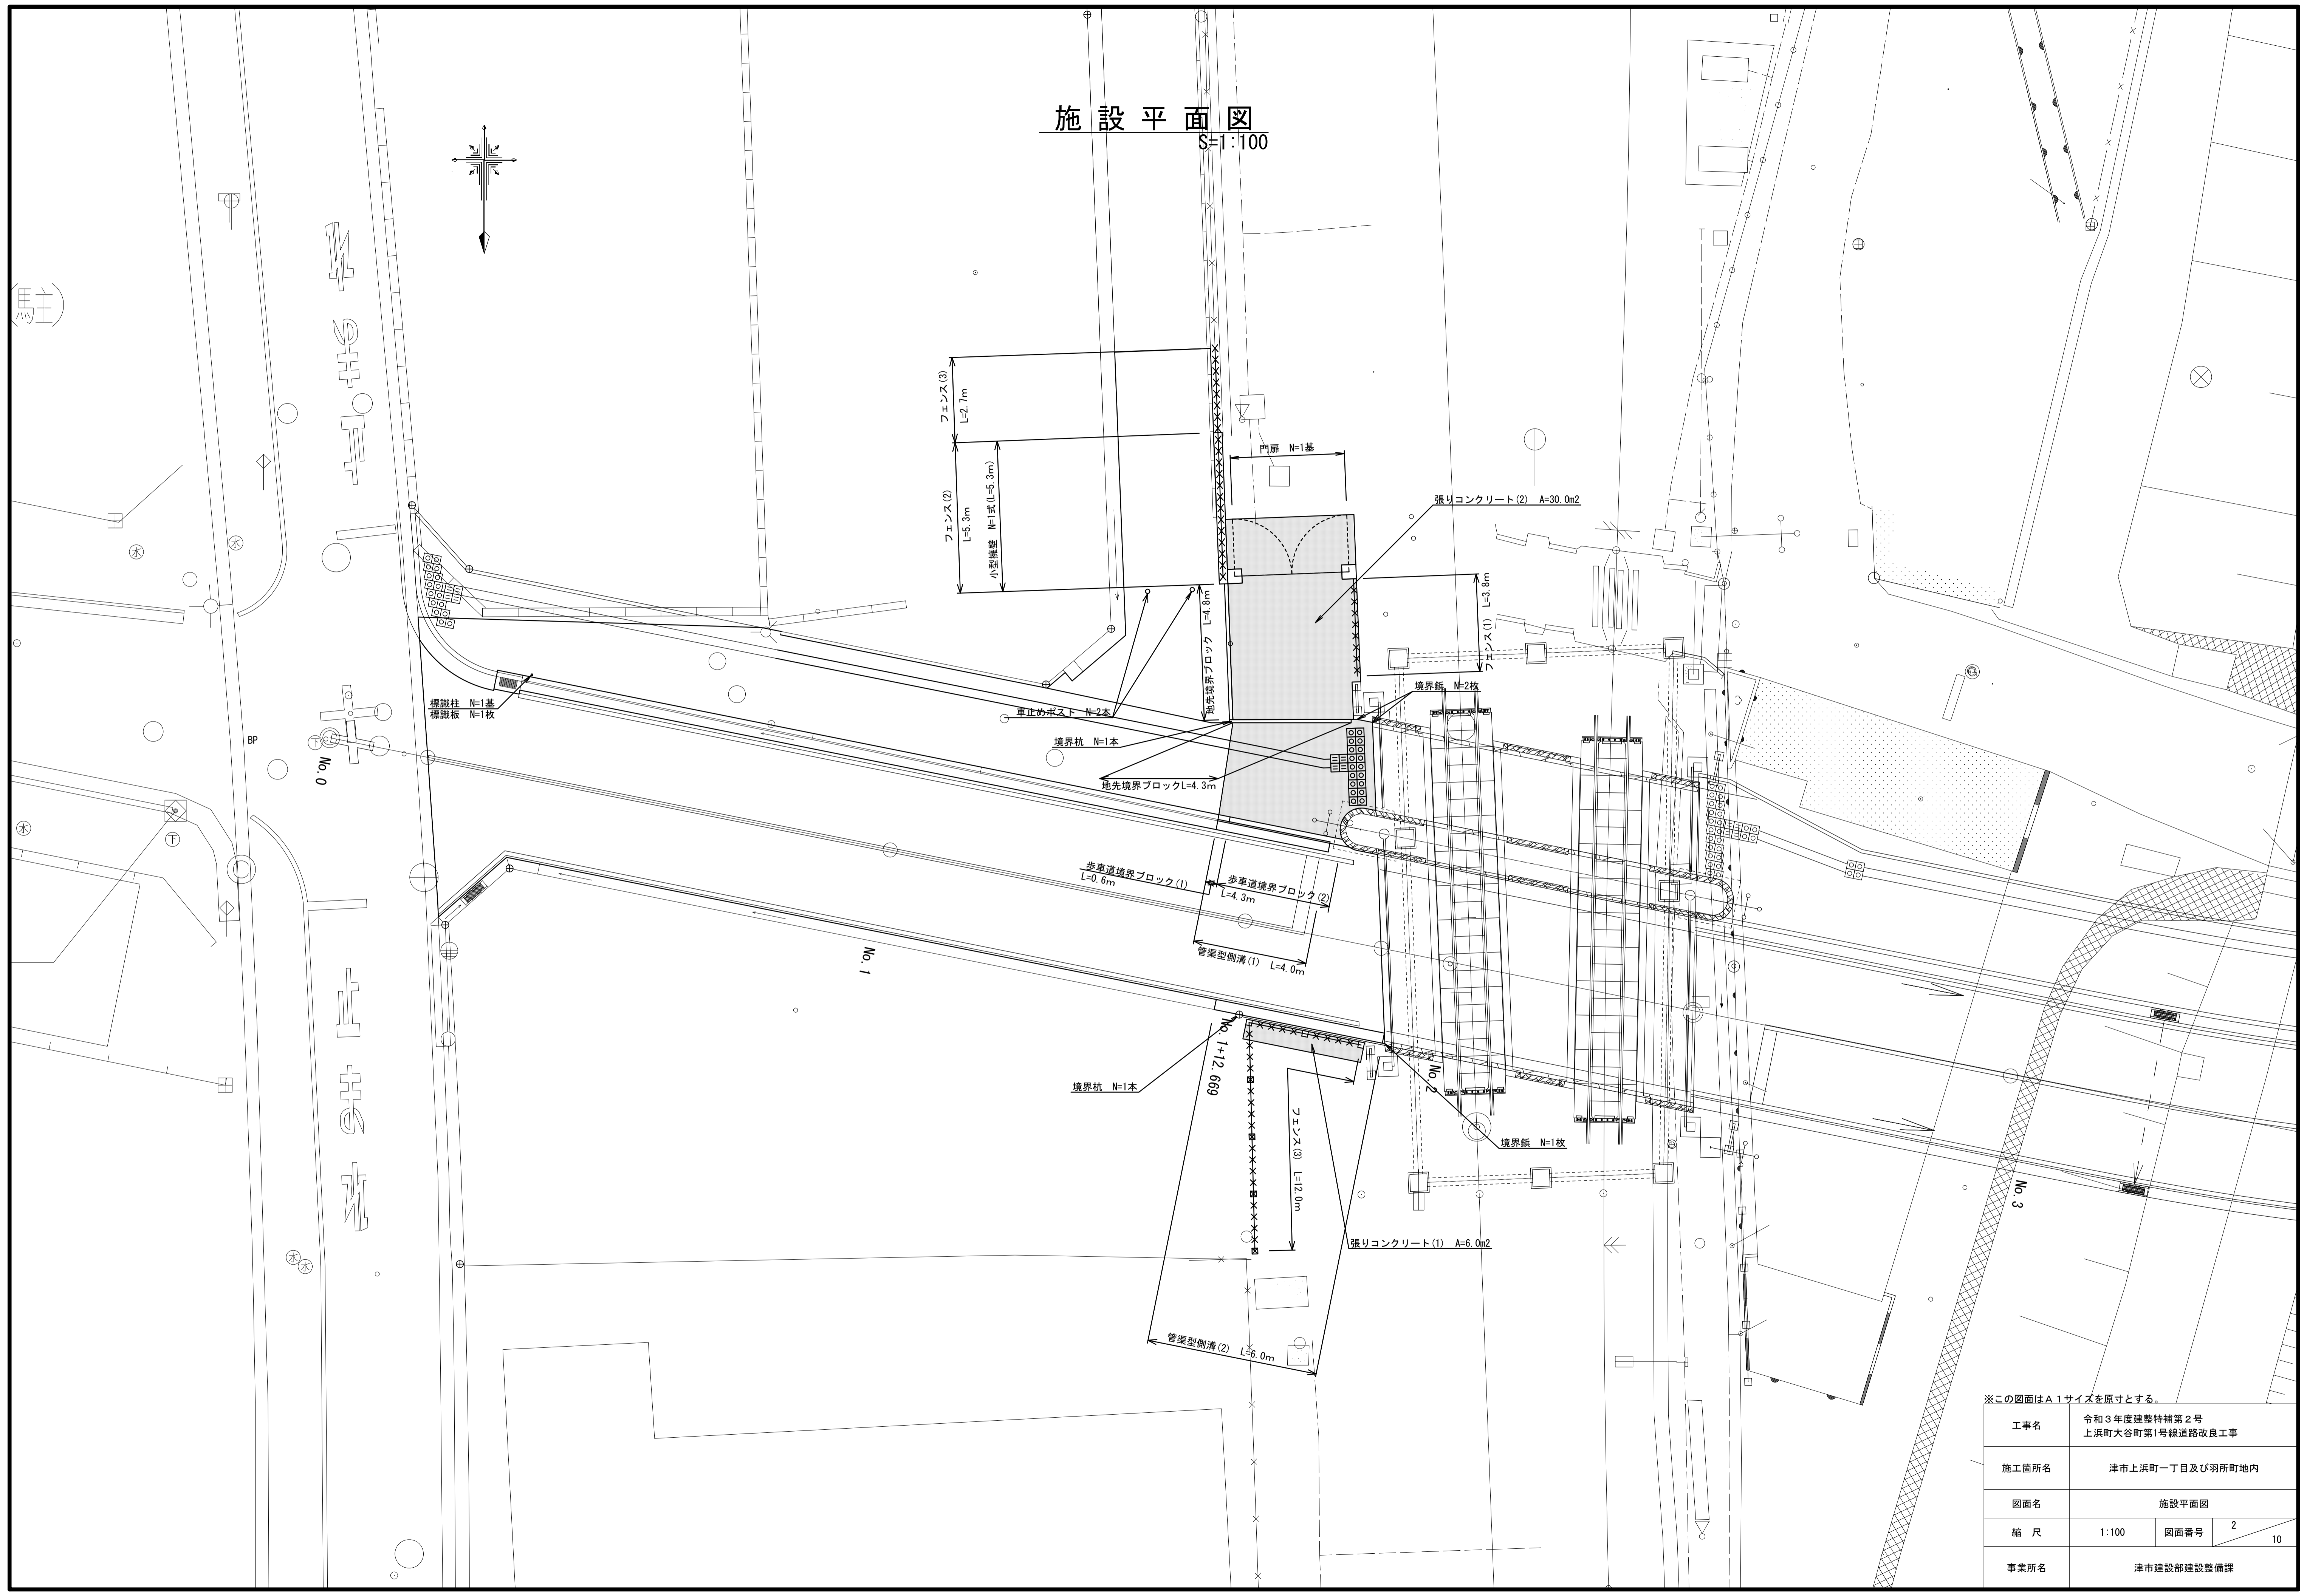 施設平面図
S=1:100
(駐)
フェンス(3)
L=2.7m
フェンス(2)
L=5.3m
小型擁壁 N=1式(L=5.3m)
門扉 N=1基
張りコンクリート(2) A=30.0m2
地先境界ブロック L=4.8m
フェンス(1) L=3.8m
標識柱 N=1基
標識板 N=1枚
車止めポスト N=2本
境界鋲 N=2枚
境界杭 N=1本
地先境界ブロックL=4.3m
BP
No.0
水
水
水
下
下
歩車道境界ブロック(1)
L=0.6m
歩車道境界ブロック(2)
L=4.3m
管渠型側溝(1) L=4.0m
No.1
No.1+12.669
No.2
No.3
境界杭 N=1本
フェンス(3) L=12.0m
境界鋲 N=1枚
張りコンクリート(1) A=6.0m2
管渠型側溝(2) L=6.0m
止まれ
止まれ
水
水
※この図面はA1サイズを原寸とする。
工事名 令和3年度建整特補第2号
上浜町大谷町第1号線道路改良工事
施工箇所名 津市上浜町一丁目及び羽所町地内
図面名 施設平面図
縮尺 1:100 図面番号 2 10
事業所名 津市建設部建設整備課